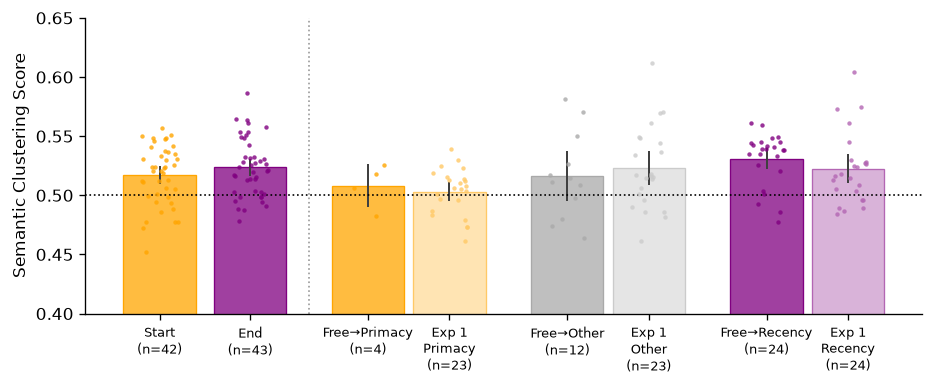 Semantic Clustering Score
0.65
0.60
0.55
0.50
0.45
0.40
Start
(n=42)
End
(n=43)
Free→Primacy
(n=4)
Exp 1
Primacy
(n=23)
Free→Other
(n=12)
Exp 1
Other
(n=23)
Free→Recency
(n=24)
Exp 1
Recency
(n=24)